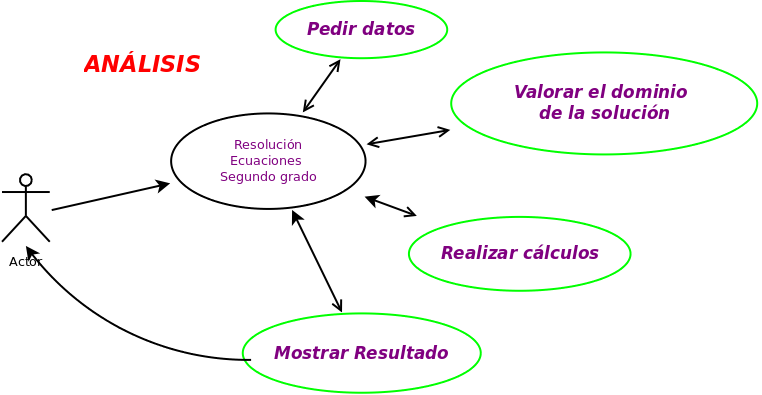 Pedir datos
ANÁLISIS
Valorar el dominio
de la solución
Resolución
Ecuaciones
Segundo grado
Actor
Realizar cálculos
Mostrar Resultado